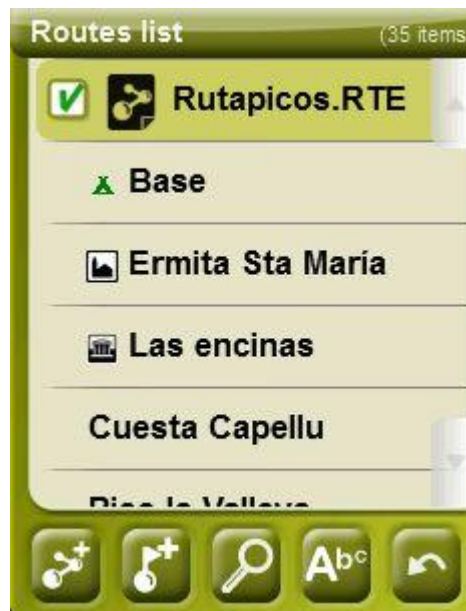 Routes list (35 items
Rutapicos.RTE
Base
Ermita Sta María
Las encinas
Cuesta Capellu
Abc